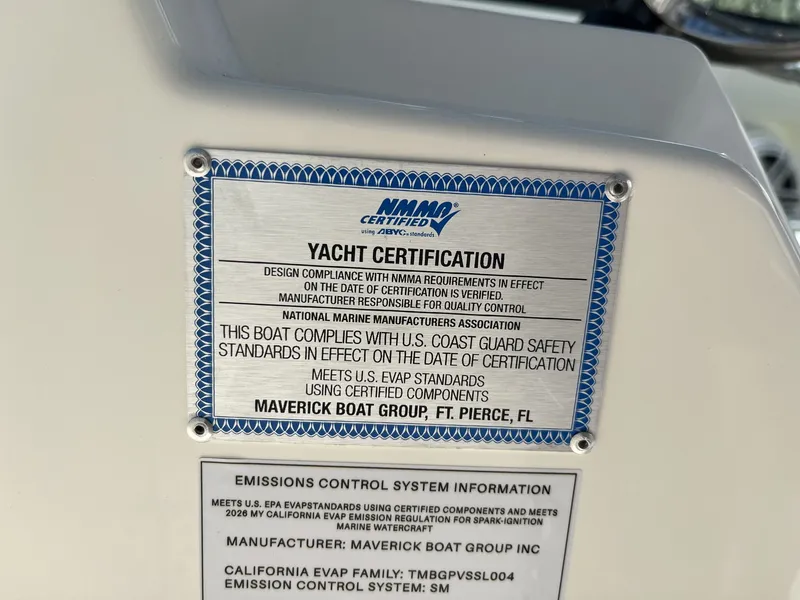 NMMA®
CERTIFIED
using ABYC® standards
YACHT CERTIFICATION
DESIGN COMPLIANCE WITH NMMA REQUIREMENTS IN EFFECT
ON THE DATE OF CERTIFICATION IS VERIFIED.
MANUFACTURER RESPONSIBLE FOR QUALITY CONTROL
NATIONAL MARINE MANUFACTURERS ASSOCIATION
THIS BOAT COMPLIES WITH U.S. COAST GUARD SAFETY
STANDARDS IN EFFECT ON THE DATE OF CERTIFICATION
MEETS U.S. EVAP STANDARDS
USING CERTIFIED COMPONENTS
MAVERICK BOAT GROUP, FT. PIERCE, FL
EMISSIONS CONTROL SYSTEM INFORMATION
MEETS U.S. EPA EVAPSTANDARDS USING CERTIFIED COMPONENTS AND MEETS
2026 MY CALIFORNIA EVAP EMISSION REGULATION FOR SPARK-IGNITION
MARINE WATERCRAFT
MANUFACTURER: MAVERICK BOAT GROUP INC
CALIFORNIA EVAP FAMILY: TMBGPVSSL004
EMISSION CONTROL SYSTEM: SM